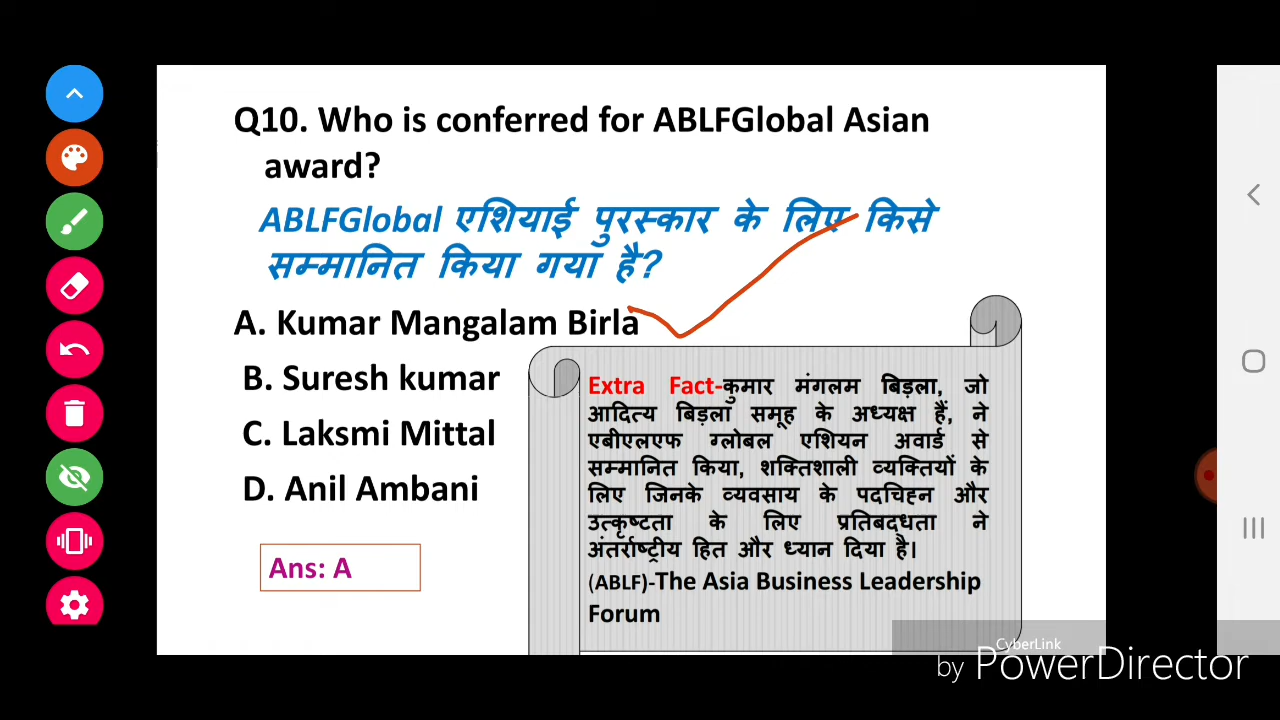 Q10. Who is conferred for ABLFGlobal Asian
award?
ABLFGlobal एशियाई पुरस्कार के लिए किसे
सम्मानित किया गया है?
A. Kumar Mangalam Birla
B. Suresh kumar
C. Laksmi Mittal
D. Anil Ambani
Ans: A
Extra Fact-कुमार मंगलम बिड़ला, जो
आदित्य बिड़ला समूह के अध्यक्ष हैं, ने
एबीएलएफ ग्लोबल एशियन अवार्ड से
सम्मानित किया, शक्तिशाली व्यक्तियों के
लिए जिनके व्यवसाय के पदचिह्न और
उत्कृष्टता के लिए प्रतिबद्धता ने
अंतर्राष्ट्रीय हित और ध्यान दिया है।
(ABLF)-The Asia Business Leadership
Forum
CyberLink
by PowerDirector